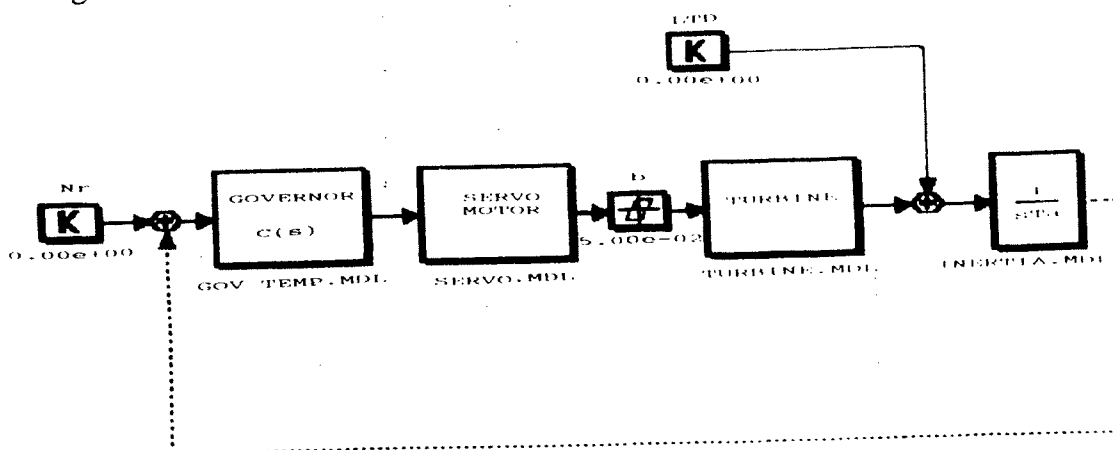 LTD
K
0.00e+00
Nr
K
0.00e+00
GOVERNOR
C(s)
GOV TEMP.MDL
SERVO
MOTOR
SERVO.MDL
b
5.00e-02
TURBINE
TURBINE.MDL
1
STa
INERTIA.MDL